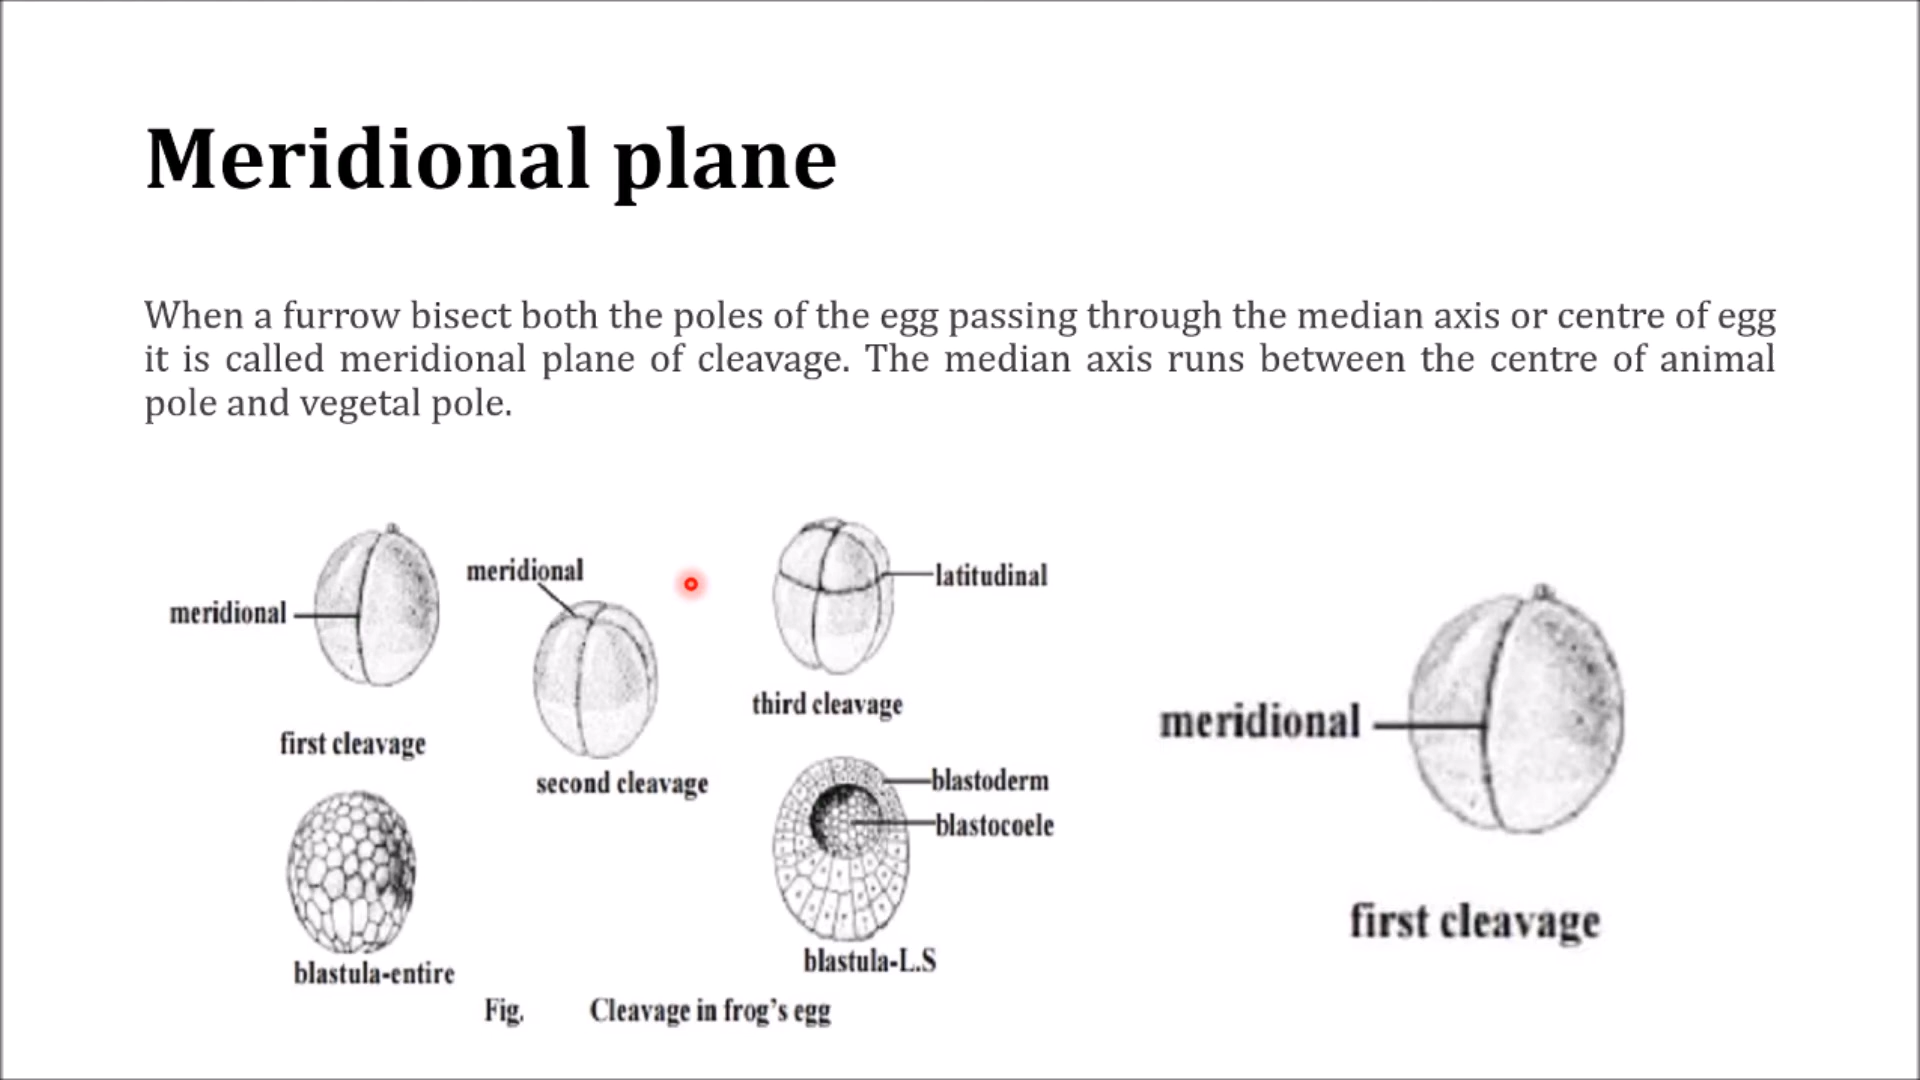 Meridional plane
When a furrow bisect both the poles of the egg passing through the median axis or centre of egg
it is called meridional plane of cleavage. The median axis runs between the centre of animal
pole and vegetal pole.
meridional
first cleavage
meridional
second cleavage
latitudinal
third cleavage
blastula-entire
blastoderm
blastocoele
blastula-L.S
Fig. Cleavage in frog's egg
meridional
first cleavage